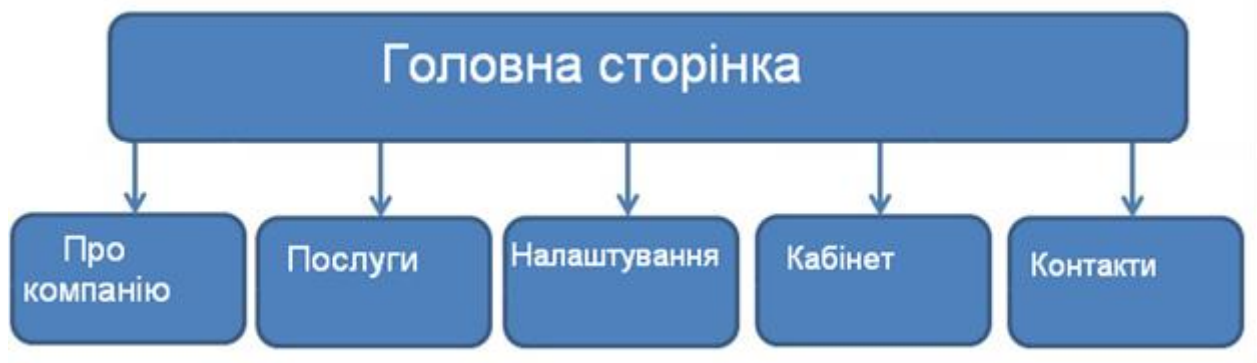 Головна сторінка
Про
компанію
Послуги
Налаштування
Кабінет
Контакти